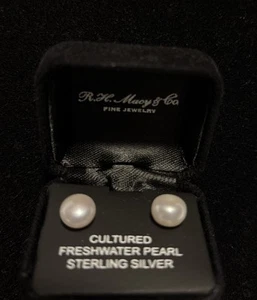 R.H. Macy & Co.
FINE JEWELRY
CULTURED
FRESHWATER PEARL
STERLING SILVER